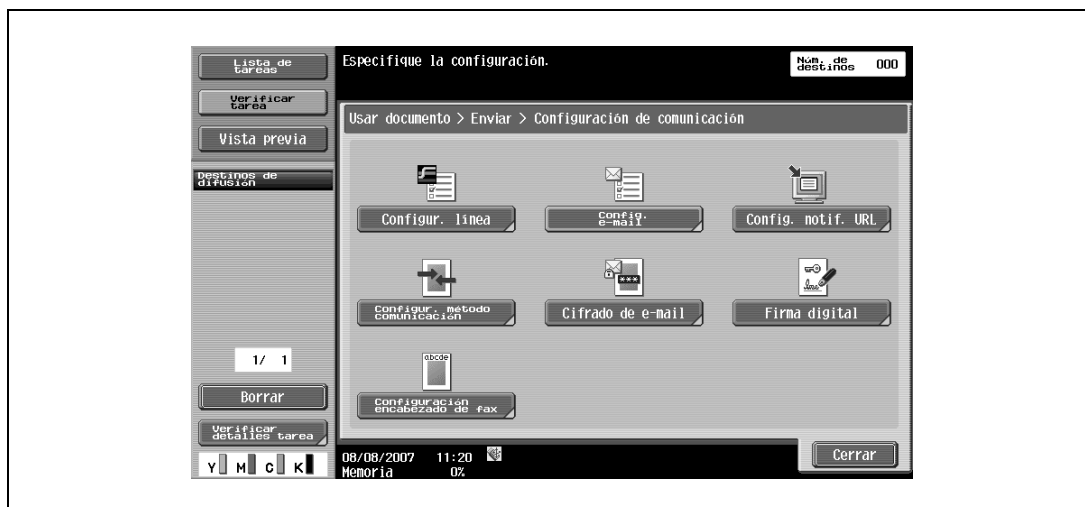 Lista de
tareas
Verificar
tarea
Vista previa
Destinos de
difusión
1/ 1
Borrar
Verificar
detalles tarea
Y M C K
Especifique la configuración.
Núm. de
destinos
000
Usar documento > Enviar > Configuración de comunicación
Configur. línea
Config.
e-mail
Config. notif. URL
Configur. método
comunicación
Cifrado de e-mail
Firma digital
abcde
Configuración
encabezado de fax
08/08/2007 11:20
Memoria 0%
Cerrar